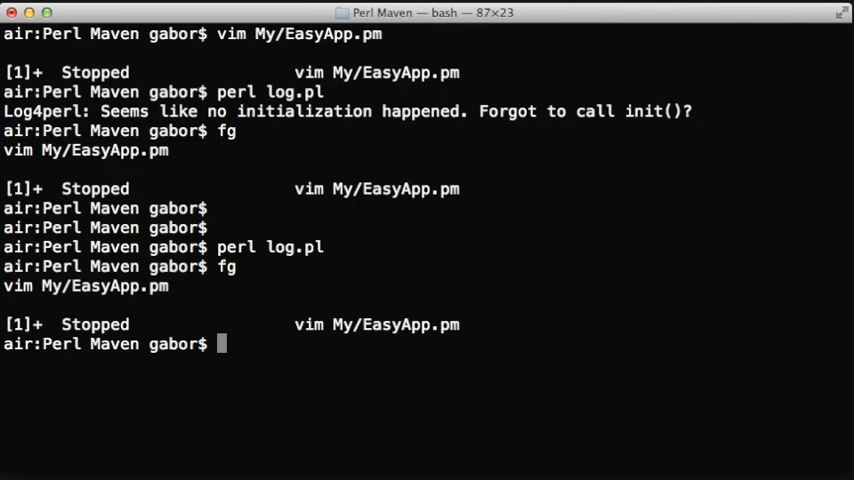 Perl Maven — bash — 87×23
air:Perl Maven gabor$ vim My/EasyApp.pm
[1]+  Stopped                 vim My/EasyApp.pm
air:Perl Maven gabor$ perl log.pl
Log4perl: Seems like no initialization happened. Forgot to call init()?
air:Perl Maven gabor$ fg
vim My/EasyApp.pm
[1]+  Stopped                 vim My/EasyApp.pm
air:Perl Maven gabor$
air:Perl Maven gabor$
air:Perl Maven gabor$ perl log.pl
air:Perl Maven gabor$ fg
vim My/EasyApp.pm
[1]+  Stopped                 vim My/EasyApp.pm
air:Perl Maven gabor$